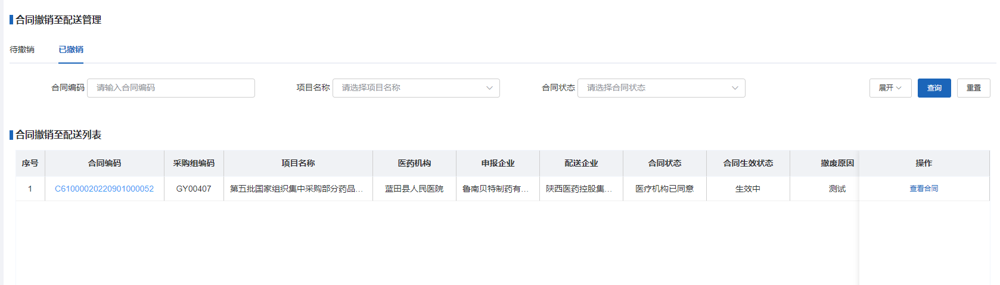 合同撤销至配送管理
待撤销 已撤销
合同编码 请输入合同编码 项目名称 请选择项目名称 合同状态 请选择合同状态 展开 查询 重置
合同撤销至配送列表
序号 合同编码 采购组编码 项目名称 医药机构 申报企业 配送企业 合同状态 合同生效状态 撤废原因 操作
1 C61000020220901000052 GY00407 第五批国家组织集中采购部分药品... 蓝田县人民医院 鲁南贝特制药有... 陕西医药控股集... 医疗机构已同意 生效中 测试 查看合同